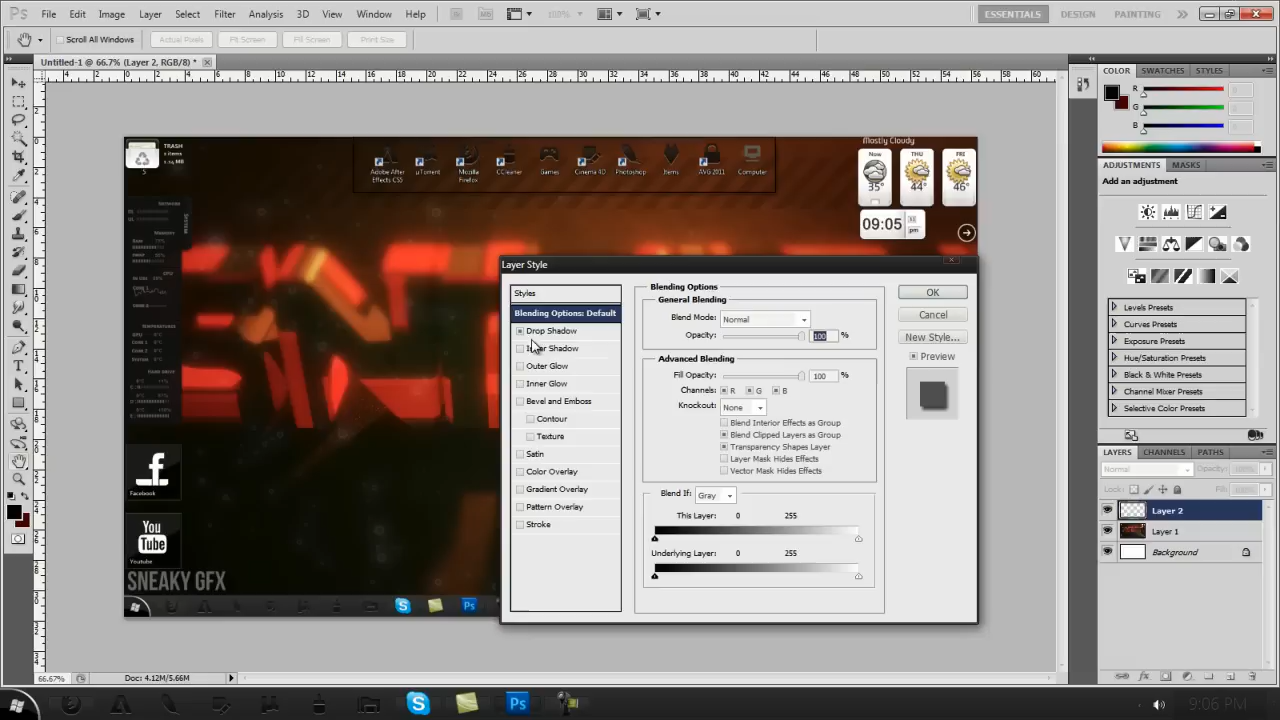 Ps File Edit Image Layer Select Filter Analysis 3D View Window Help Mb 100% ESSENTIALS DESIGN PAINTING
Scroll All Windows Actual Pixels Fit Screen Fill Screen Print Size
Untitled-1 @ 66.7% (Layer 2, RGB/8) *
COLOR SWATCHES STYLES
R
G
B
ADJUSTMENTS MASKS
Add an adjustment
Levels Presets
Curves Presets
Exposure Presets
Hue/Saturation Presets
Black & White Presets
Channel Mixer Presets
Selective Color Presets
LAYERS CHANNELS PATHS
Normal Opacity:
Lock: Fill:
Layer 2
Layer 1
Background
TRASH
Adobe After Effects CS5
uTorrent
Mozilla Firefox
CCleaner
Games
Cinema 4D
Photoshop
Items
AVG 2011
Computer
Mostly Cloudy
Now THU FRI
35° 44° 46°
09:05 pm
Facebook
You Tube
Youtube
SNEAKY GFX
Layer Style
Styles
Blending Options: Default
Drop Shadow
Inner Shadow
Outer Glow
Inner Glow
Bevel and Emboss
Contour
Texture
Satin
Color Overlay
Gradient Overlay
Pattern Overlay
Stroke
Blending Options
General Blending
Blend Mode: Normal
Opacity: 100 %
Advanced Blending
Fill Opacity: 100 %
Channels: R G B
Knockout: None
Blend Interior Effects as Group
Blend Clipped Layers as Group
Transparency Shapes Layer
Layer Mask Hides Effects
Vector Mask Hides Effects
Blend If: Gray
This Layer: 0 255
Underlying Layer: 0 255
OK
Cancel
New Style...
Preview
66.67% Doc: 4.12M/5.66M
9:06 PM